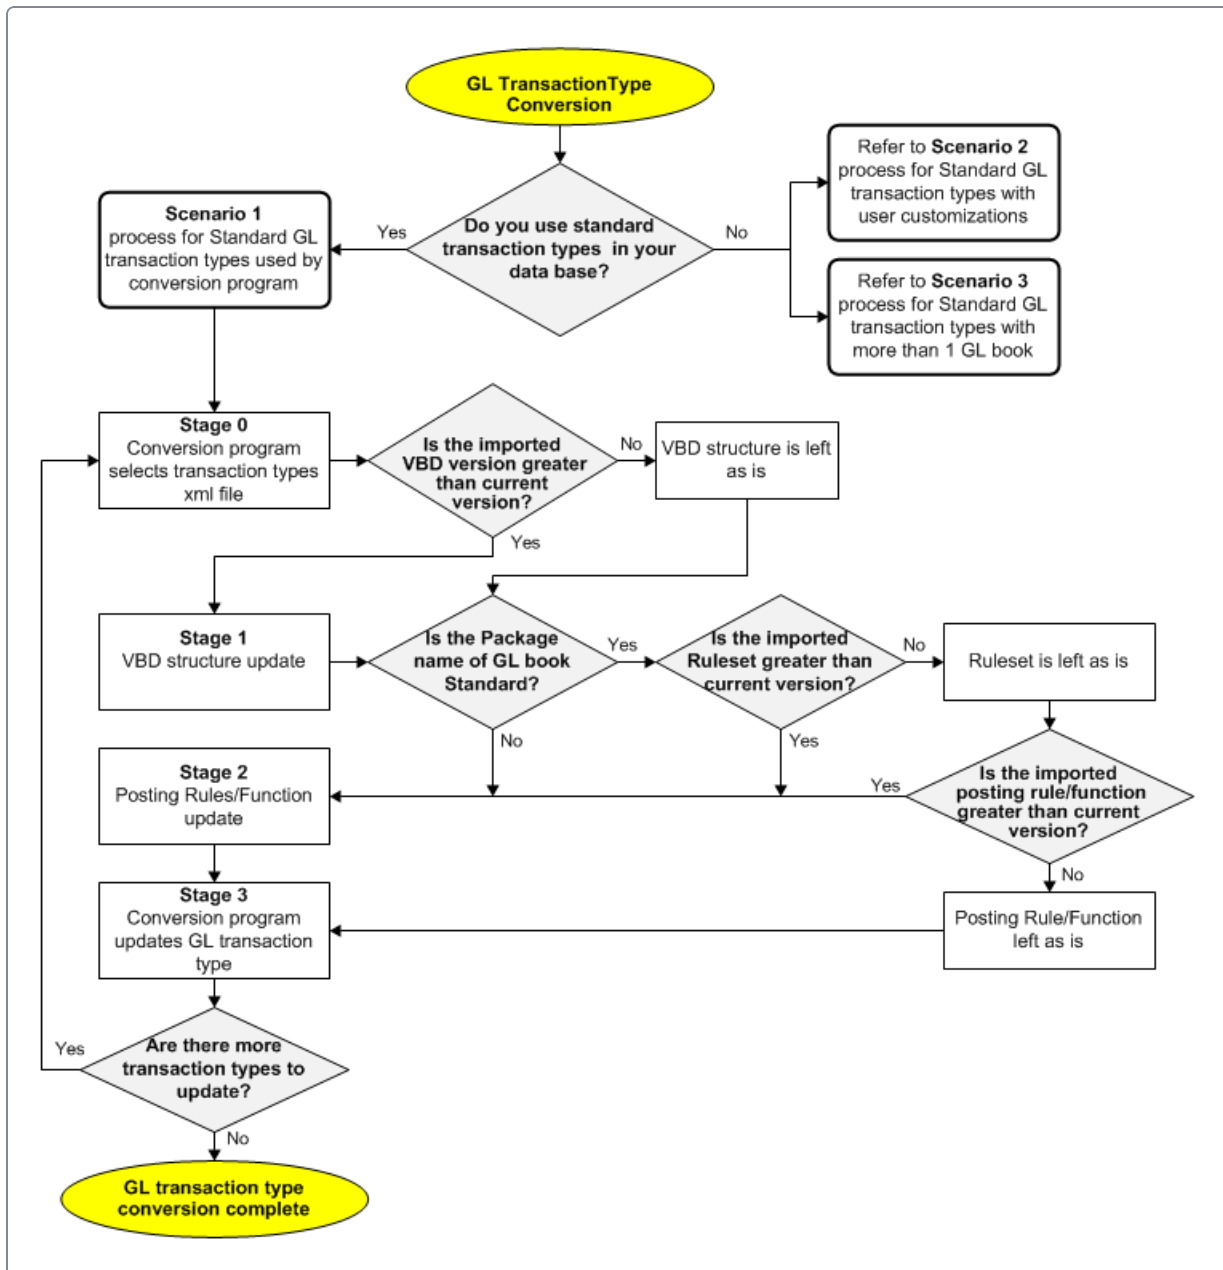 GL TransactionType
Conversion
Refer to Scenario 2
process for Standard GL
transaction types with
user customizations
Scenario 1
process for Standard GL
transaction types used by
conversion program
Yes
Do you use standard
transaction types in your
data base?
No
Refer to Scenario 3
process for Standard GL
transaction types with
more than 1 GL book
Stage 0
Conversion program
selects transaction types
xml file
Is the imported
VBD version greater
than current
version?
No
VBD structure is left
as is
Yes
Stage 1
VBD structure update
Is the Package
name of GL book
Standard?
Yes
Is the imported
Ruleset greater than
current version?
No
Ruleset is left as is
No
Yes
Stage 2
Posting Rules/Function
update
Yes
Is the imported
posting rule/function
greater than current
version?
No
Stage 3
Conversion program
updates GL transaction
type
Posting Rule/Function
left as is
Yes
Are there more
transaction types to
update?
No
GL transaction type
conversion complete